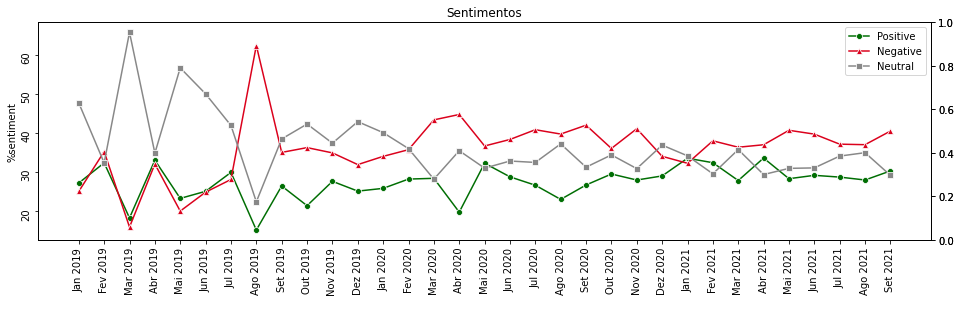 Sentimentos
Positive
Negative
Neutral
%sentiment
60
50
40
30
20
1.0
0.8
0.6
0.4
0.2
0.0
Jan 2019
Fev 2019
Mar 2019
Abr 2019
Mai 2019
Jun 2019
Jul 2019
Ago 2019
Set 2019
Out 2019
Nov 2019
Dez 2019
Jan 2020
Fev 2020
Mar 2020
Abr 2020
Mai 2020
Jun 2020
Jul 2020
Ago 2020
Set 2020
Out 2020
Nov 2020
Dez 2020
Jan 2021
Fev 2021
Mar 2021
Abr 2021
Mai 2021
Jun 2021
Jul 2021
Ago 2021
Set 2021